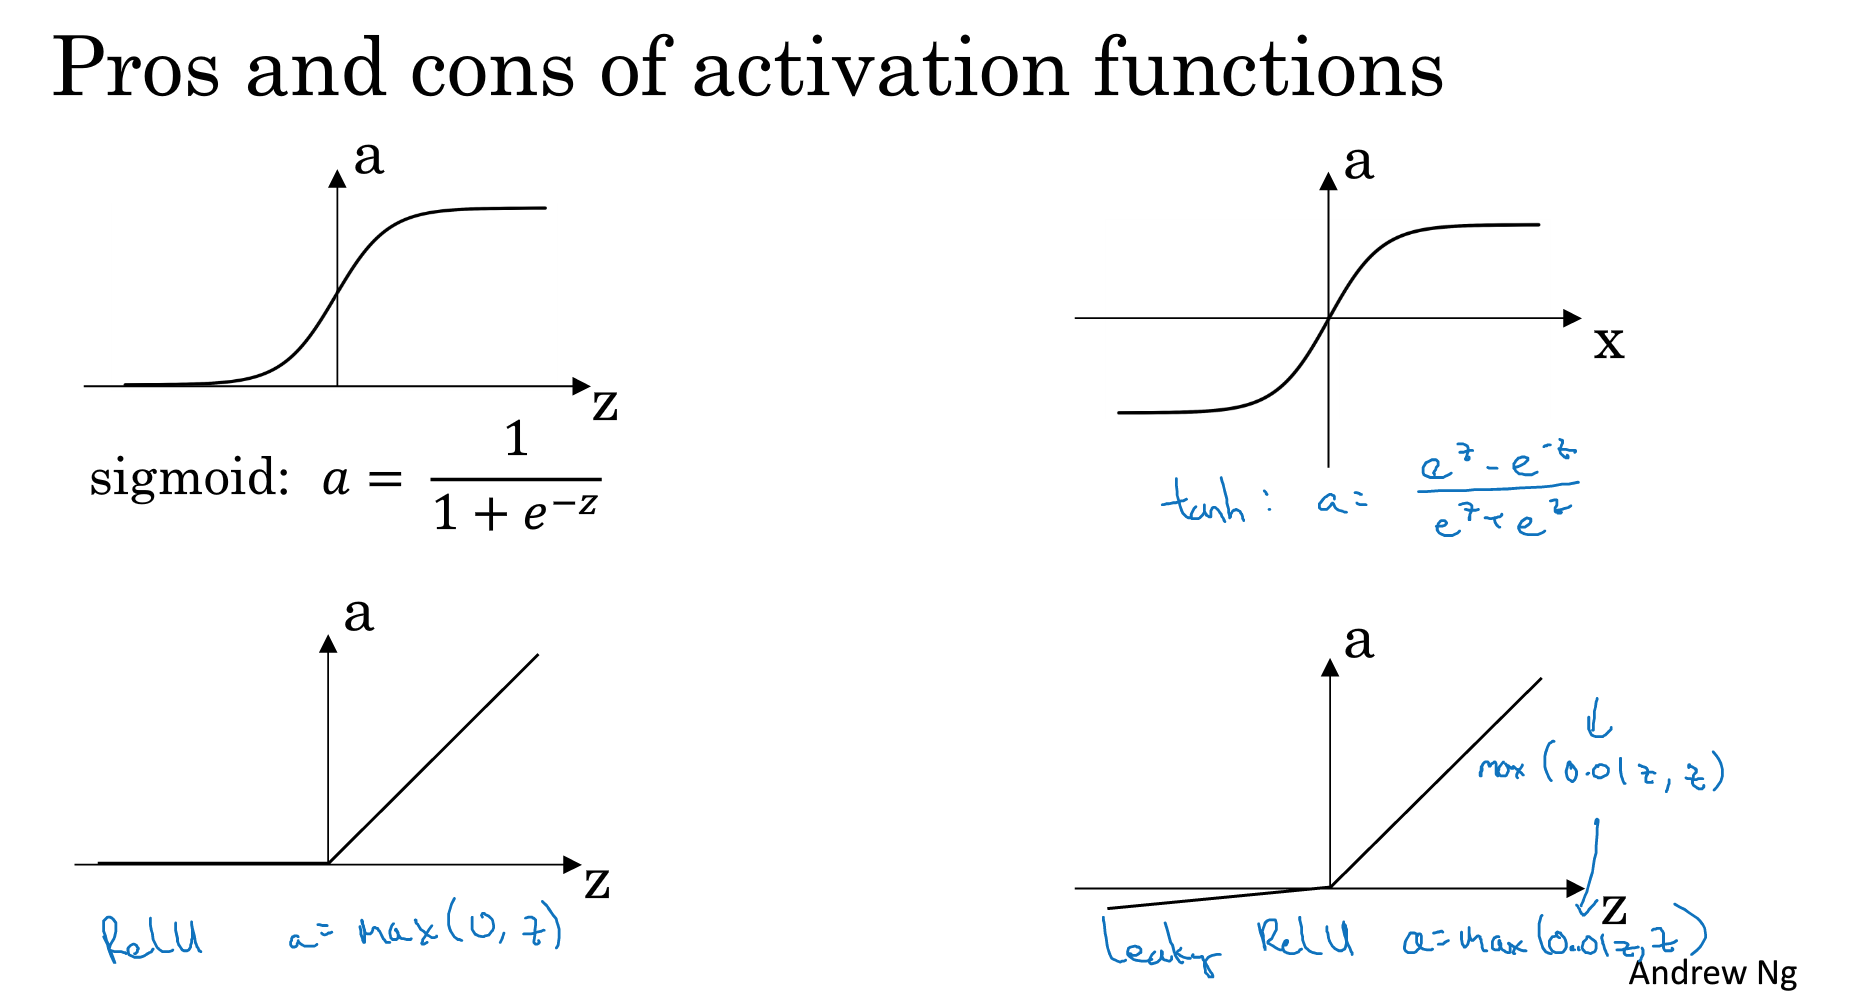 Pros and cons of activation functions
a
z
sigmoid: a = 1 / (1 + e^{-z})
a
x
tanh: a = (e^z - e^{-z}) / (e^z + e^z)
a
z
ReLU a = max(0, z)
a
max(0.01z, z)
z
Leaky ReLU a = max(0.01z, z)
Andrew Ng